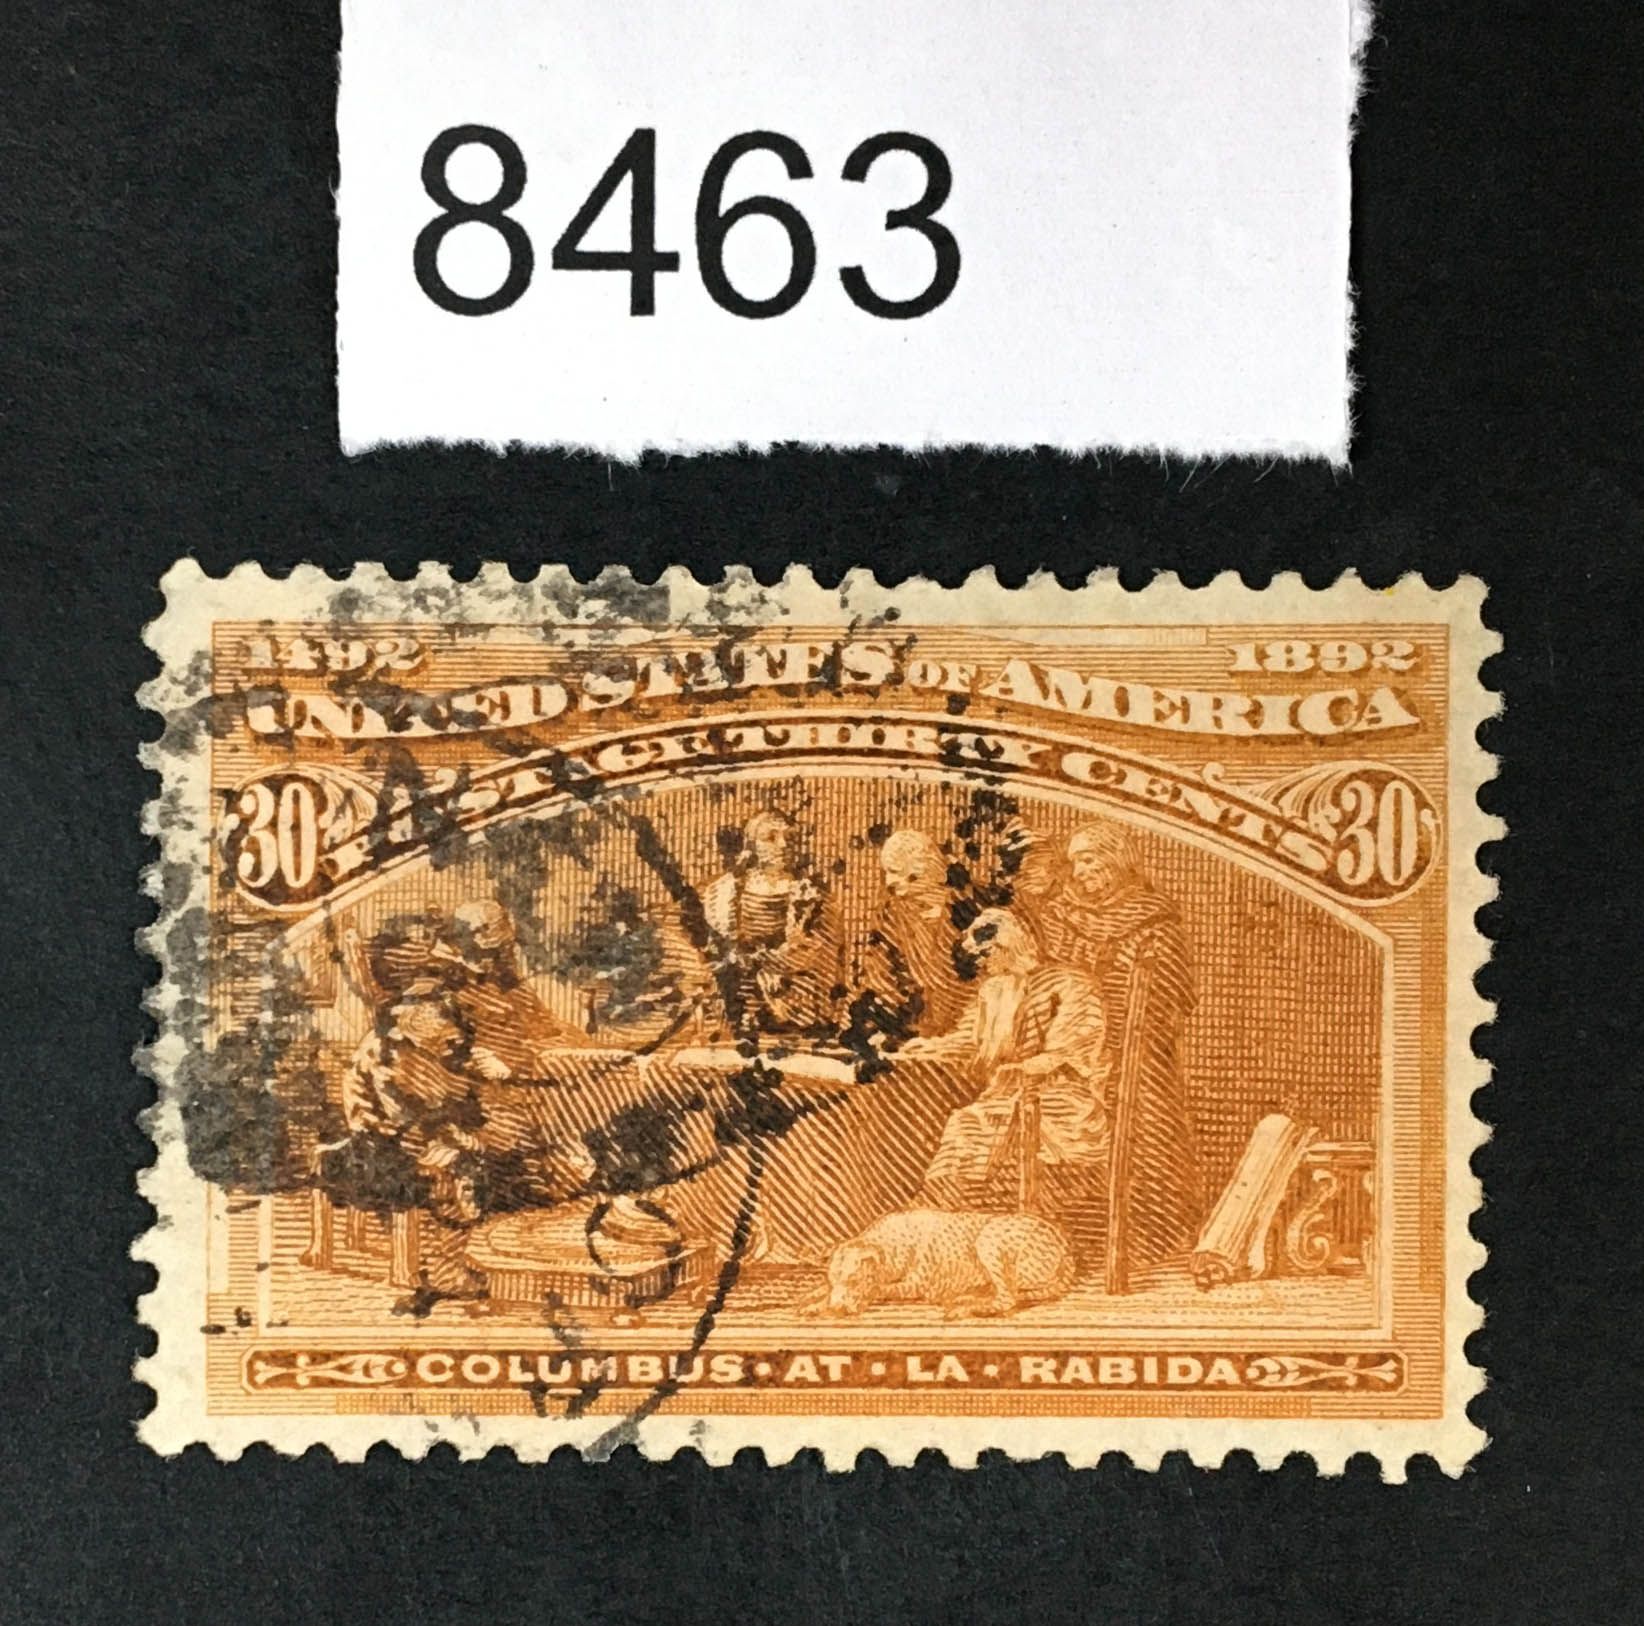 8463
1492 1892
UNITED STATES OF AMERICA
POSTAGE THIRTY CENTS
30 30
COLUMBUS · AT · LA · RABIDA